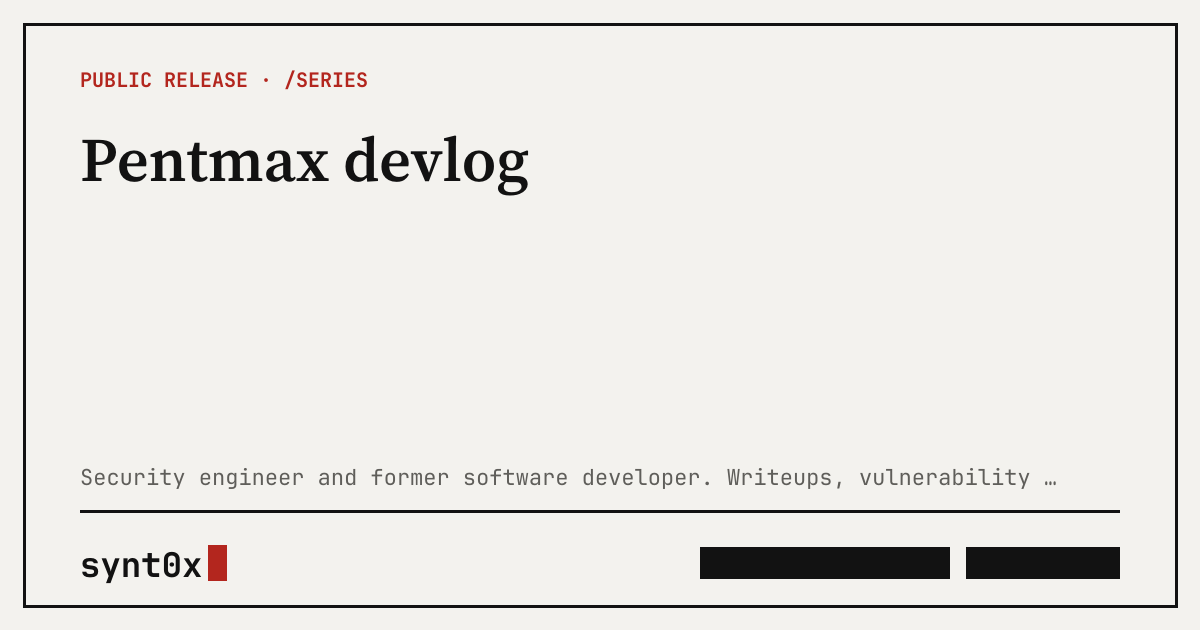 PUBLIC RELEASE · /SERIES
Pentmax devlog
Security engineer and former software developer. Writeups, vulnerability …
synt0x